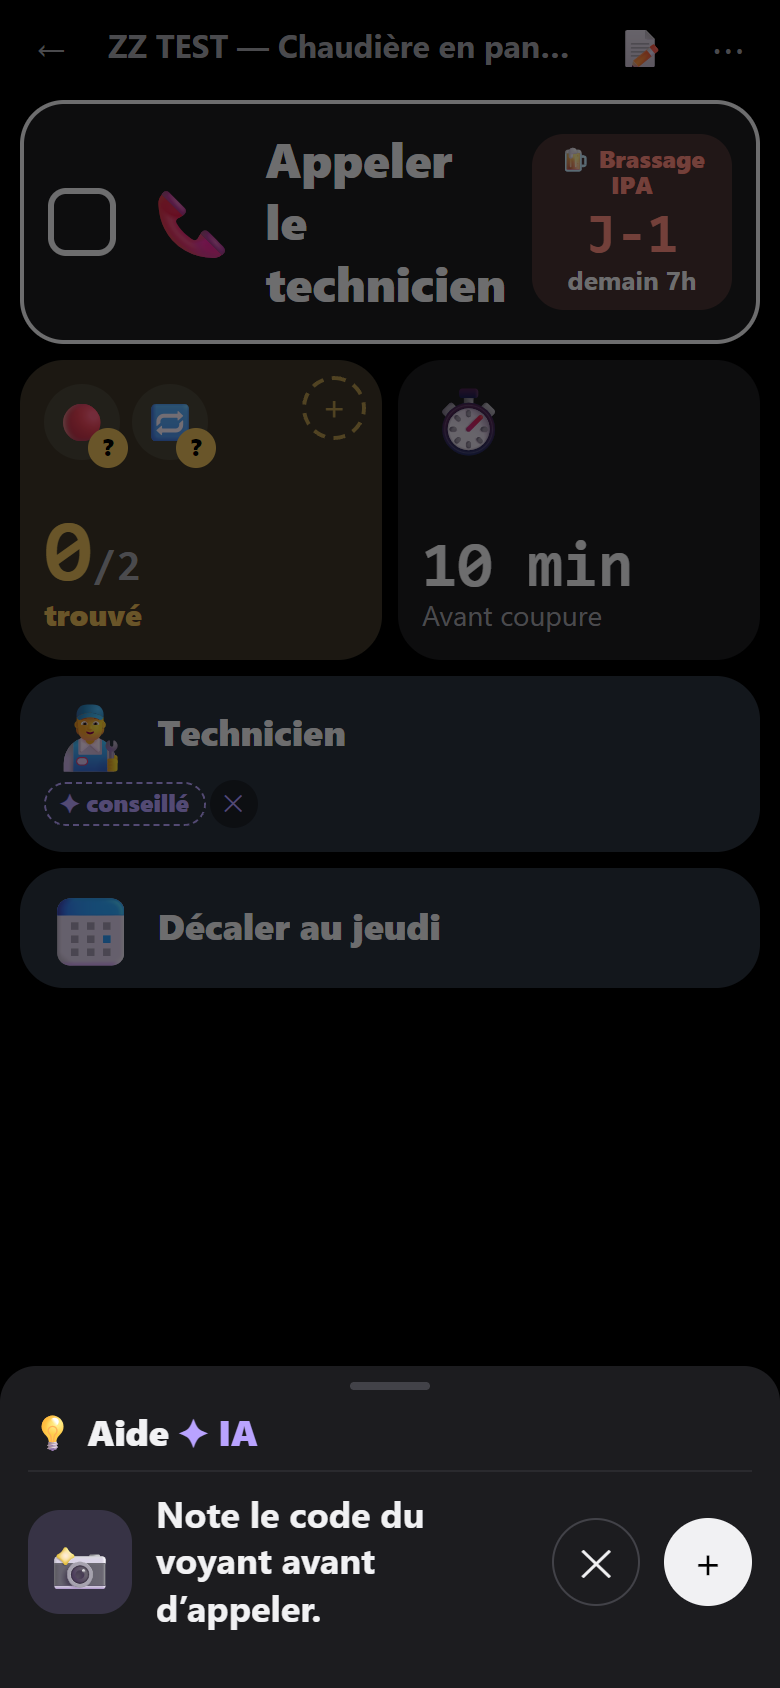 ← ZZ TEST — Chaudière en pan... ...
Appeler
le
technicien
Brassage
IPA
J-1
demain 7h
? ? +
0/2
trouvé
10 min
Avant coupure
Technicien
conseillé
Décaler au jeudi
Aide IA
Note le code du
voyant avant
d’appeler.
+